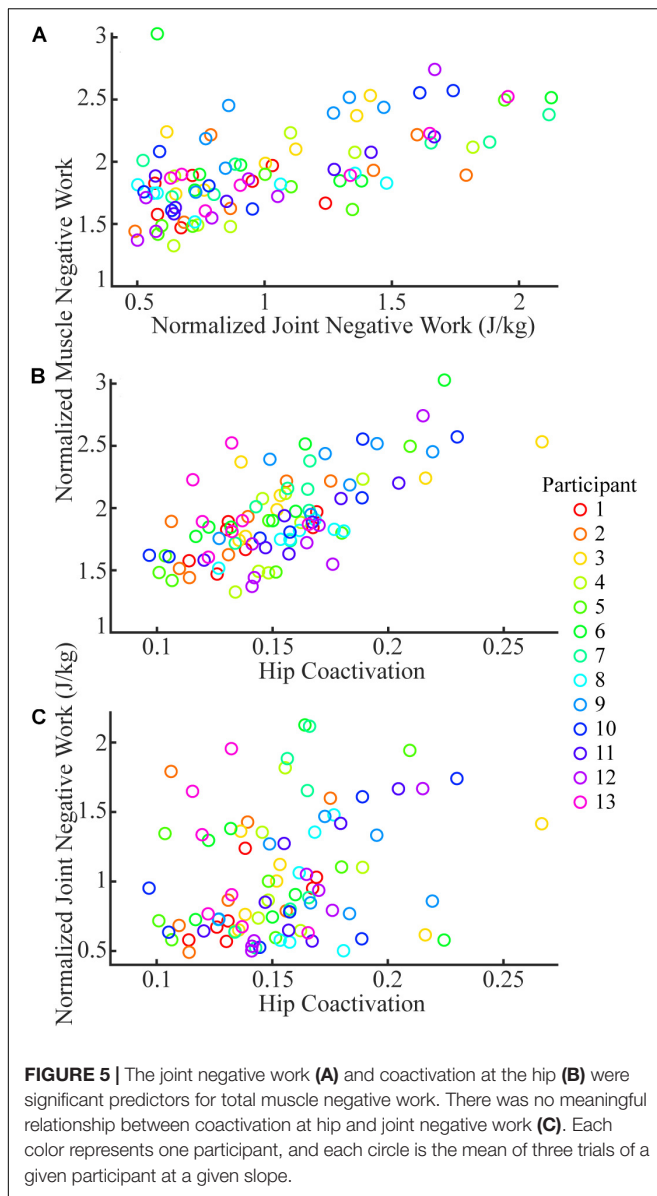 A
3
2.5
2
1.5
1
0.5
1
1.5
2
Normalized Joint Negative Work (J/kg)
Normalized Muscle Negative Work
B
3
2.5
2
1.5
1
0.1
0.15
0.2
0.25
Hip Coactivation
Participant
1
2
3
4
5
6
7
8
9
10
11
12
13
C
2
1.5
1
0.5
0.1
0.15
0.2
0.25
Hip Coactivation
Normalized Joint Negative Work (J/kg)
FIGURE 5 | The joint negative work (A) and coactivation at the hip (B) were
significant predictors for total muscle negative work. There was no meaningful
relationship between coactivation at hip and joint negative work (C). Each
color represents one participant, and each circle is the mean of three trials of a
given participant at a given slope.